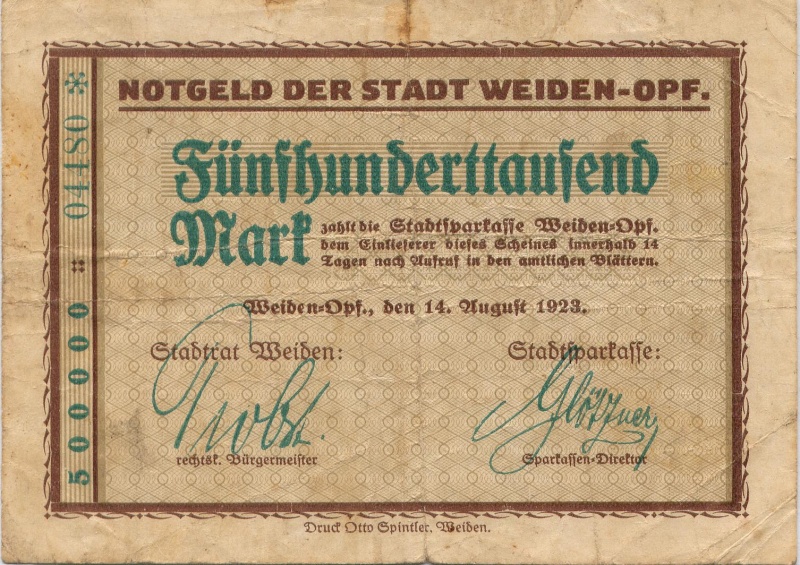 NOTGELD DER STADT WEIDEN-OPF.
Fünfhunderttausend
Mark
zahlt die Stadtsparkasse Weiden-Opf.
dem Einlieferer dieses Scheines innerhalb 14
Tagen nach Aufruf in den amtlichen Blättern.
Weiden-Opf., den 14. August 1923.
Stadtrat Weiden:
Stadtsparkasse:
Glötzner
rechtsk. Bürgermeister
Sparkassen-Direktor
500000 :: 04480 *
Druck Otto Spintler, Weiden.